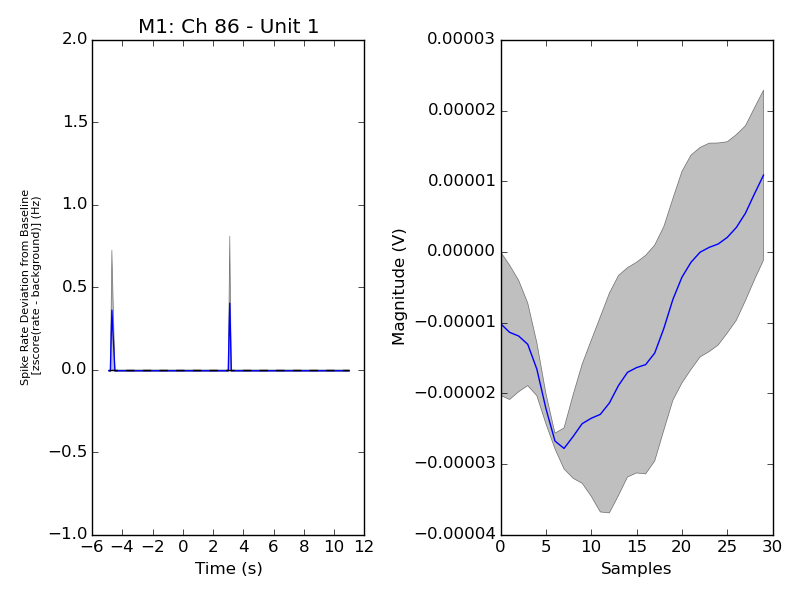 M1: Ch 86 - Unit 1
2.0
1.5
1.0
0.5
0.0
−0.5
−1.0
−6 −4 −2 0 2 4 6 8 10 12
Time (s)
Spike Rate Deviation from Baseline
[zscore(rate - background)] (Hz)
0.00003
0.00002
0.00001
0.00000
−0.00001
−0.00002
−0.00003
−0.00004
0 5 10 15 20 25 30
Samples
Magnitude (V)